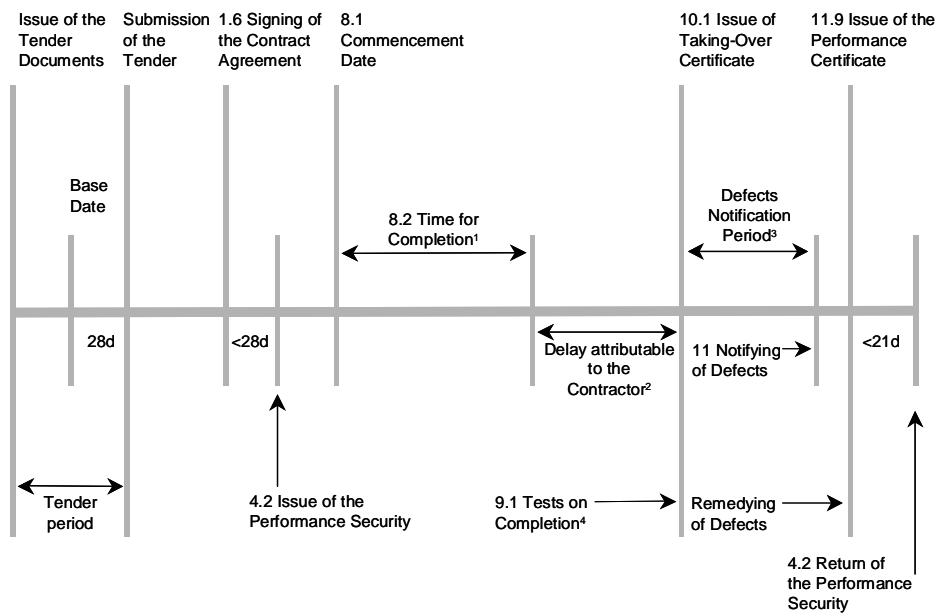 Issue of the
Tender
Documents
Submission
of the
Tender
1.6 Signing of
the Contract
Agreement
8.1
Commencement
Date
10.1 Issue of
Taking-Over
Certificate
11.9 Issue of the
Performance
Certificate
Base
Date
8.2 Time for
Completion¹
Defects
Notification
Period³
28d
<28d
Delay attributable
to the
Contractor²
11 Notifying
of Defects
<21d
Tender
period
4.2 Issue of the
Performance Security
9.1 Tests on
Completion⁴
Remedying
of Defects
4.2 Return of
the Performance
Security